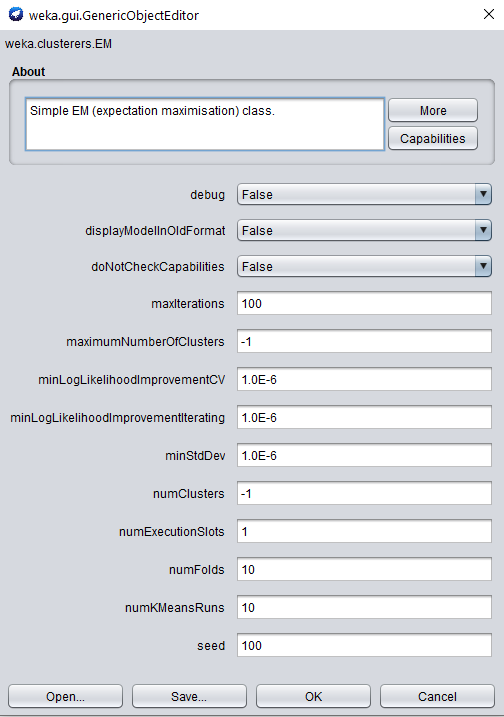 weka.gui.GenericObjectEditor
weka.clusterers.EM
About
Simple EM (expectation maximisation) class.
More
Capabilities
debug False
displayModelInOldFormat False
doNotCheckCapabilities False
maxIterations 100
maximumNumberOfClusters -1
minLogLikelihoodImprovementCV 1.0E-6
minLogLikelihoodImprovementIterating 1.0E-6
minStdDev 1.0E-6
numClusters -1
numExecutionSlots 1
numFolds 10
numKMeansRuns 10
seed 100
Open... Save... OK Cancel